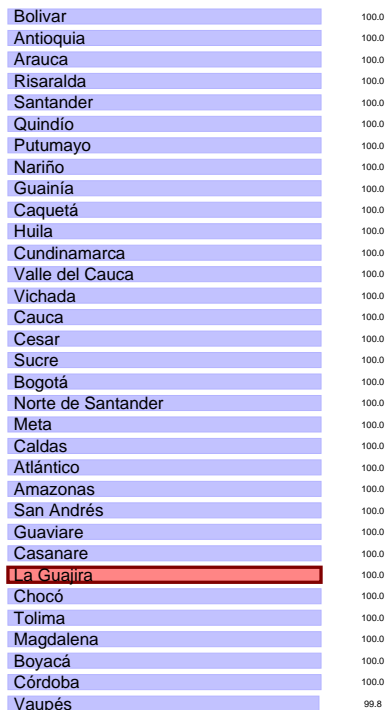 Bolivar 100.0
Antioquia 100.0
Arauca 100.0
Risaralda 100.0
Santander 100.0
Quindío 100.0
Putumayo 100.0
Nariño 100.0
Guainía 100.0
Caquetá 100.0
Huila 100.0
Cundinamarca 100.0
Valle del Cauca 100.0
Vichada 100.0
Cauca 100.0
Cesar 100.0
Sucre 100.0
Bogotá 100.0
Norte de Santander 100.0
Meta 100.0
Caldas 100.0
Atlántico 100.0
Amazonas 100.0
San Andrés 100.0
Guaviare 100.0
Casanare 100.0
La Guajira 100.0
Chocó 100.0
Tolima 100.0
Magdalena 100.0
Boyacá 100.0
Córdoba 100.0
Vaupés 99.8